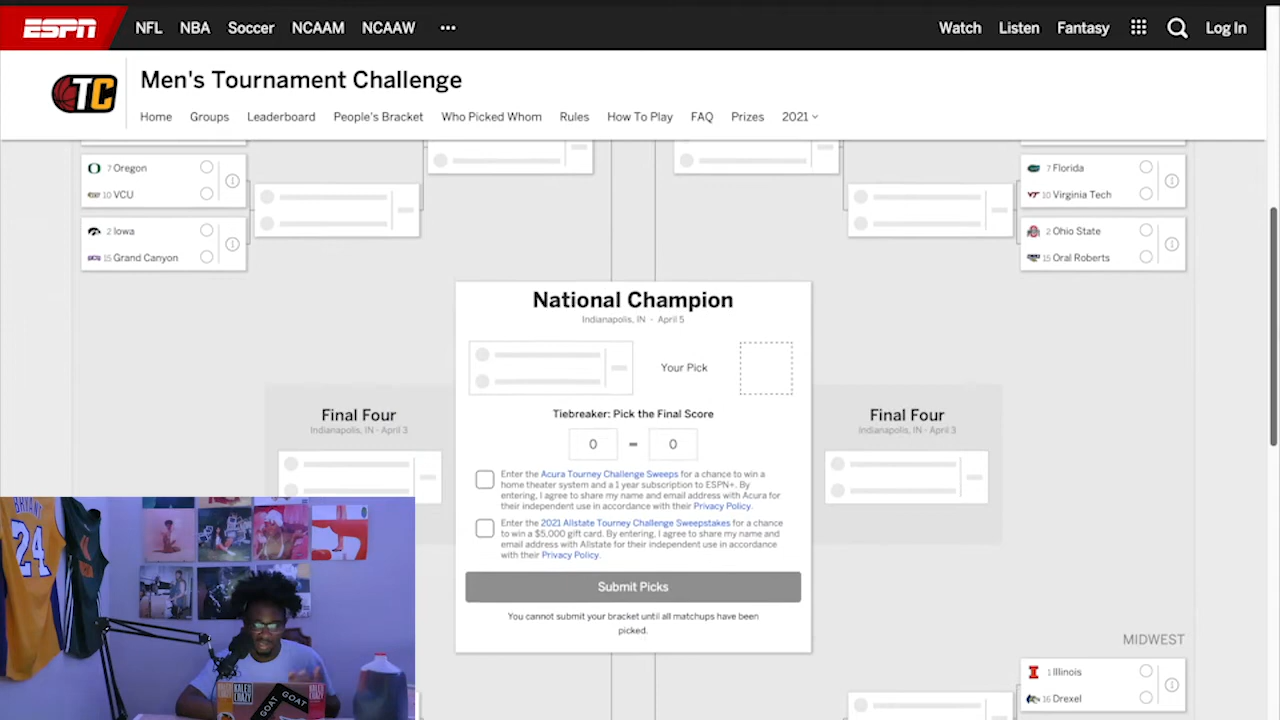 ESPN NFL NBA Soccer NCAAM NCAAW ••• Watch Listen Fantasy Log In
TC Men's Tournament Challenge
Home Groups Leaderboard People's Bracket Who Picked Whom Rules How To Play FAQ Prizes 2021
7 Oregon
10 VCU
2 Iowa
15 Grand Canyon
7 Florida
10 Virginia Tech
2 Ohio State
15 Oral Roberts
National Champion
Indianapolis, IN - April 5
Your Pick
Tiebreaker: Pick the Final Score
0 - 0
Enter the Acura Tourney Challenge Sweeps for a chance to win a
home theater system and a 1 year subscription to ESPN+. By
entering, I agree to share my name and email address with Acura for
their independent use in accordance with their Privacy Policy.
Enter the 2021 Allstate Tourney Challenge Sweepstakes for a chance
to win a $5,000 gift card. By entering, I agree to share my name and
email address with Allstate for their independent use in accordance
with their Privacy Policy.
Submit Picks
You cannot submit your bracket until all matchups have been
picked.
Final Four
Indianapolis, IN - April 3
Final Four
Indianapolis, IN - April 3
MIDWEST
1 Illinois
16 Drexel
BRYANT
24
KALEB
CRAZY
GOAT
GOAT